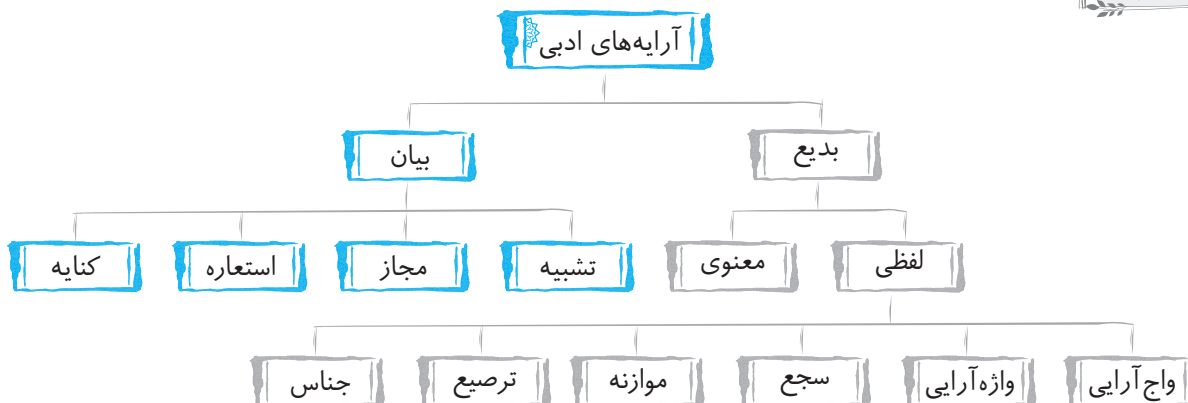 آرایه‌های ادبی
بدیع
بیان
لفظی
معنوی
تشبیه
مجاز
استعاره
کنایه
واج‌آرایی
واژه‌آرایی
سجع
موازنه
ترصیع
جناس